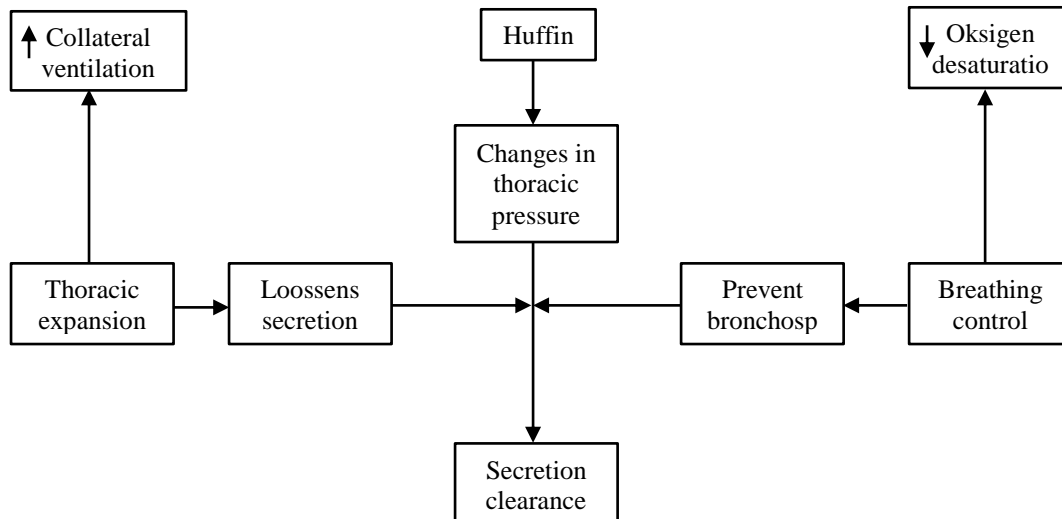 Collateral
ventilation
Huffin
Oksigen
desaturatio
Changes in
thoracic
pressure
Thoracic
expansion
Loossens
secretion
Prevent
bronchosp
Breathing
control
Secretion
clearance